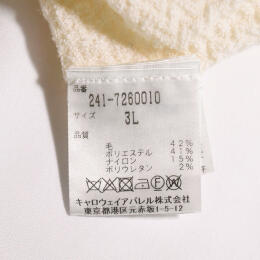 品番
241-7260010
サイズ
3L
品質
毛 42%
ポリエステル 41%
ナイロン 15%
ポリウレタン 2%
キャロウェイアパレル株式会社
東京都港区元赤坂1-5-12